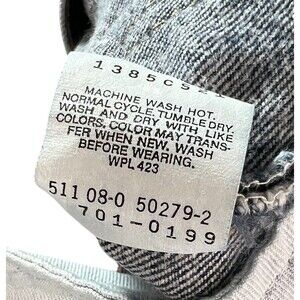 MACHINE WASH HOT.
NORMAL CYCLE TUMBLE DRY.
WASH AND DRY WITH LIKE
COLORS. COLOR MAY TRANS-
FER WHEN NEW. WASH
BEFORE WEARING.
WPL 423
511 08-0 50279-2
701-0199